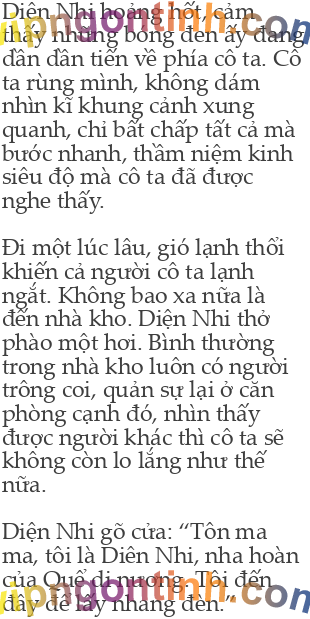 Diện Nhi hoảng hốt, cảm
thấy những bóng đen ấy đang
dần dần tiến về phía cô ta. Cô
ta rùng mình, không dám
nhìn kĩ khung cảnh xung
quanh, chỉ bất chấp tất cả mà
bước nhanh, thầm niệm kinh
siêu độ mà cô ta đã được
nghe thấy.
Đi một lúc lâu, gió lạnh thổi
khiến cả người cô ta lạnh
ngắt. Không bao xa nữa là
đến nhà kho. Diện Nhi thở
phào một hơi. Bình thường
trong nhà kho luôn có người
trông coi, quản sự lại ở căn
phòng cạnh đó, nhìn thấy
được người khác thì cô ta sẽ
không còn lo lắng như thế
nữa.
Diện Nhi gõ cửa: “Tôn ma
ma, tôi là Diên Nhi, nha hoàn
của Quế di nương. Tôi đến
đây để lấy nhang đèn.”
vipngontinh.com
vipngontinh.com